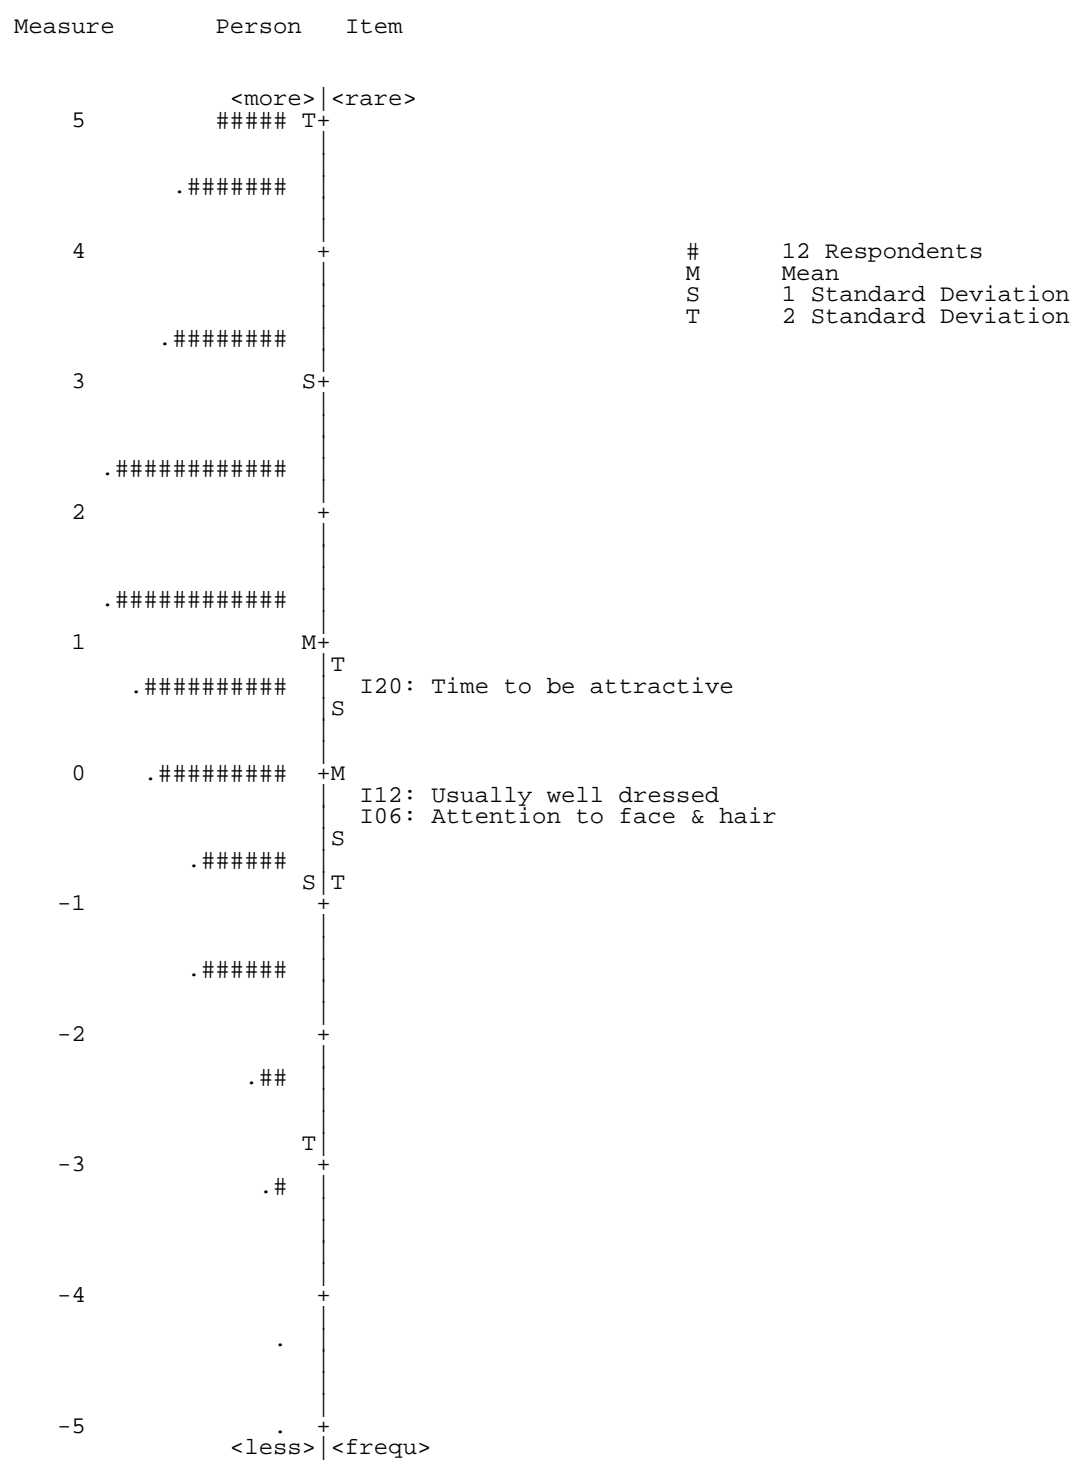 Measure Person Item
<more>|<rare>
5 ##### T+
.#######
4 + # 12 Respondents
M Mean
S 1 Standard Deviation
T 2 Standard Deviation
.########
3 S+
.############
2 +
.############
1 M+
|T
.########## | I20: Time to be attractive
|S
0 .######### +M
| I12: Usually well dressed
| I06: Attention to face & hair
|S
.###### |
S|T
-1 +
.###### |
-2 +
.## |
T|
-3 +
.# |
-4 +
. |
-5 . +
<less>|<frequ>